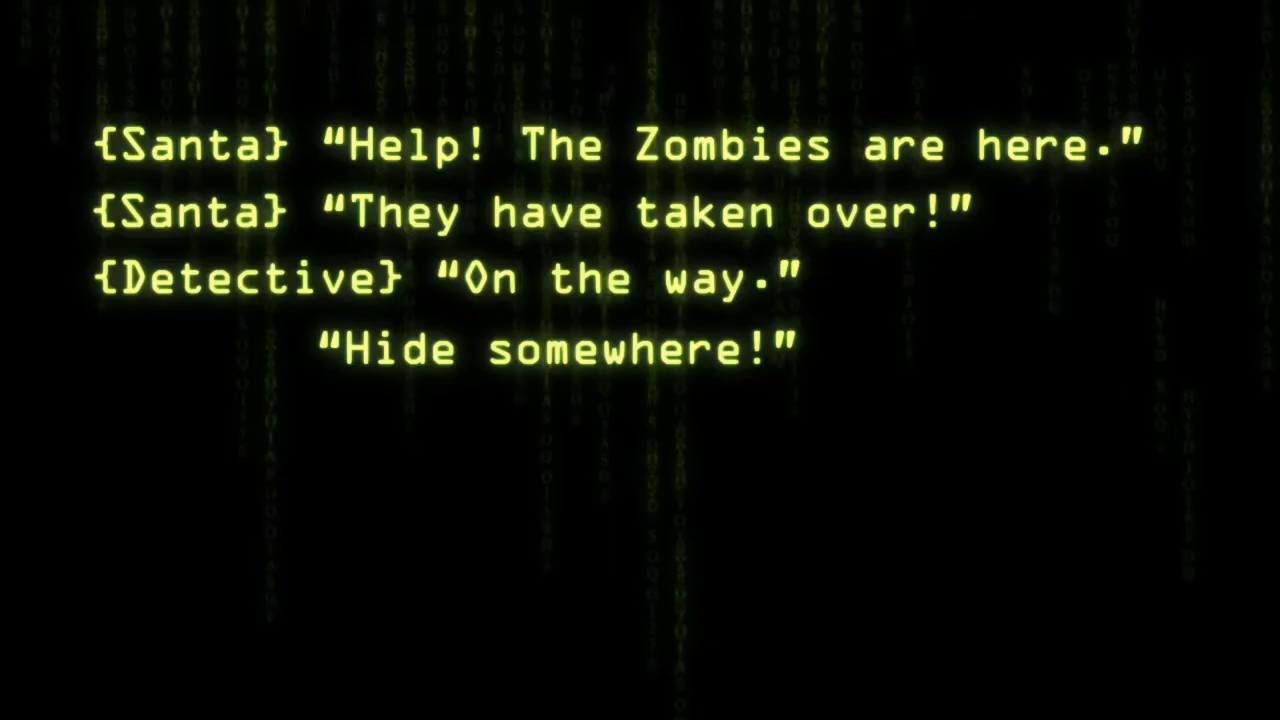 {Santa} “Help! The Zombies are here.”
{Santa} “They have taken over!”
{Detective} “On the way.”
“Hide somewhere!”